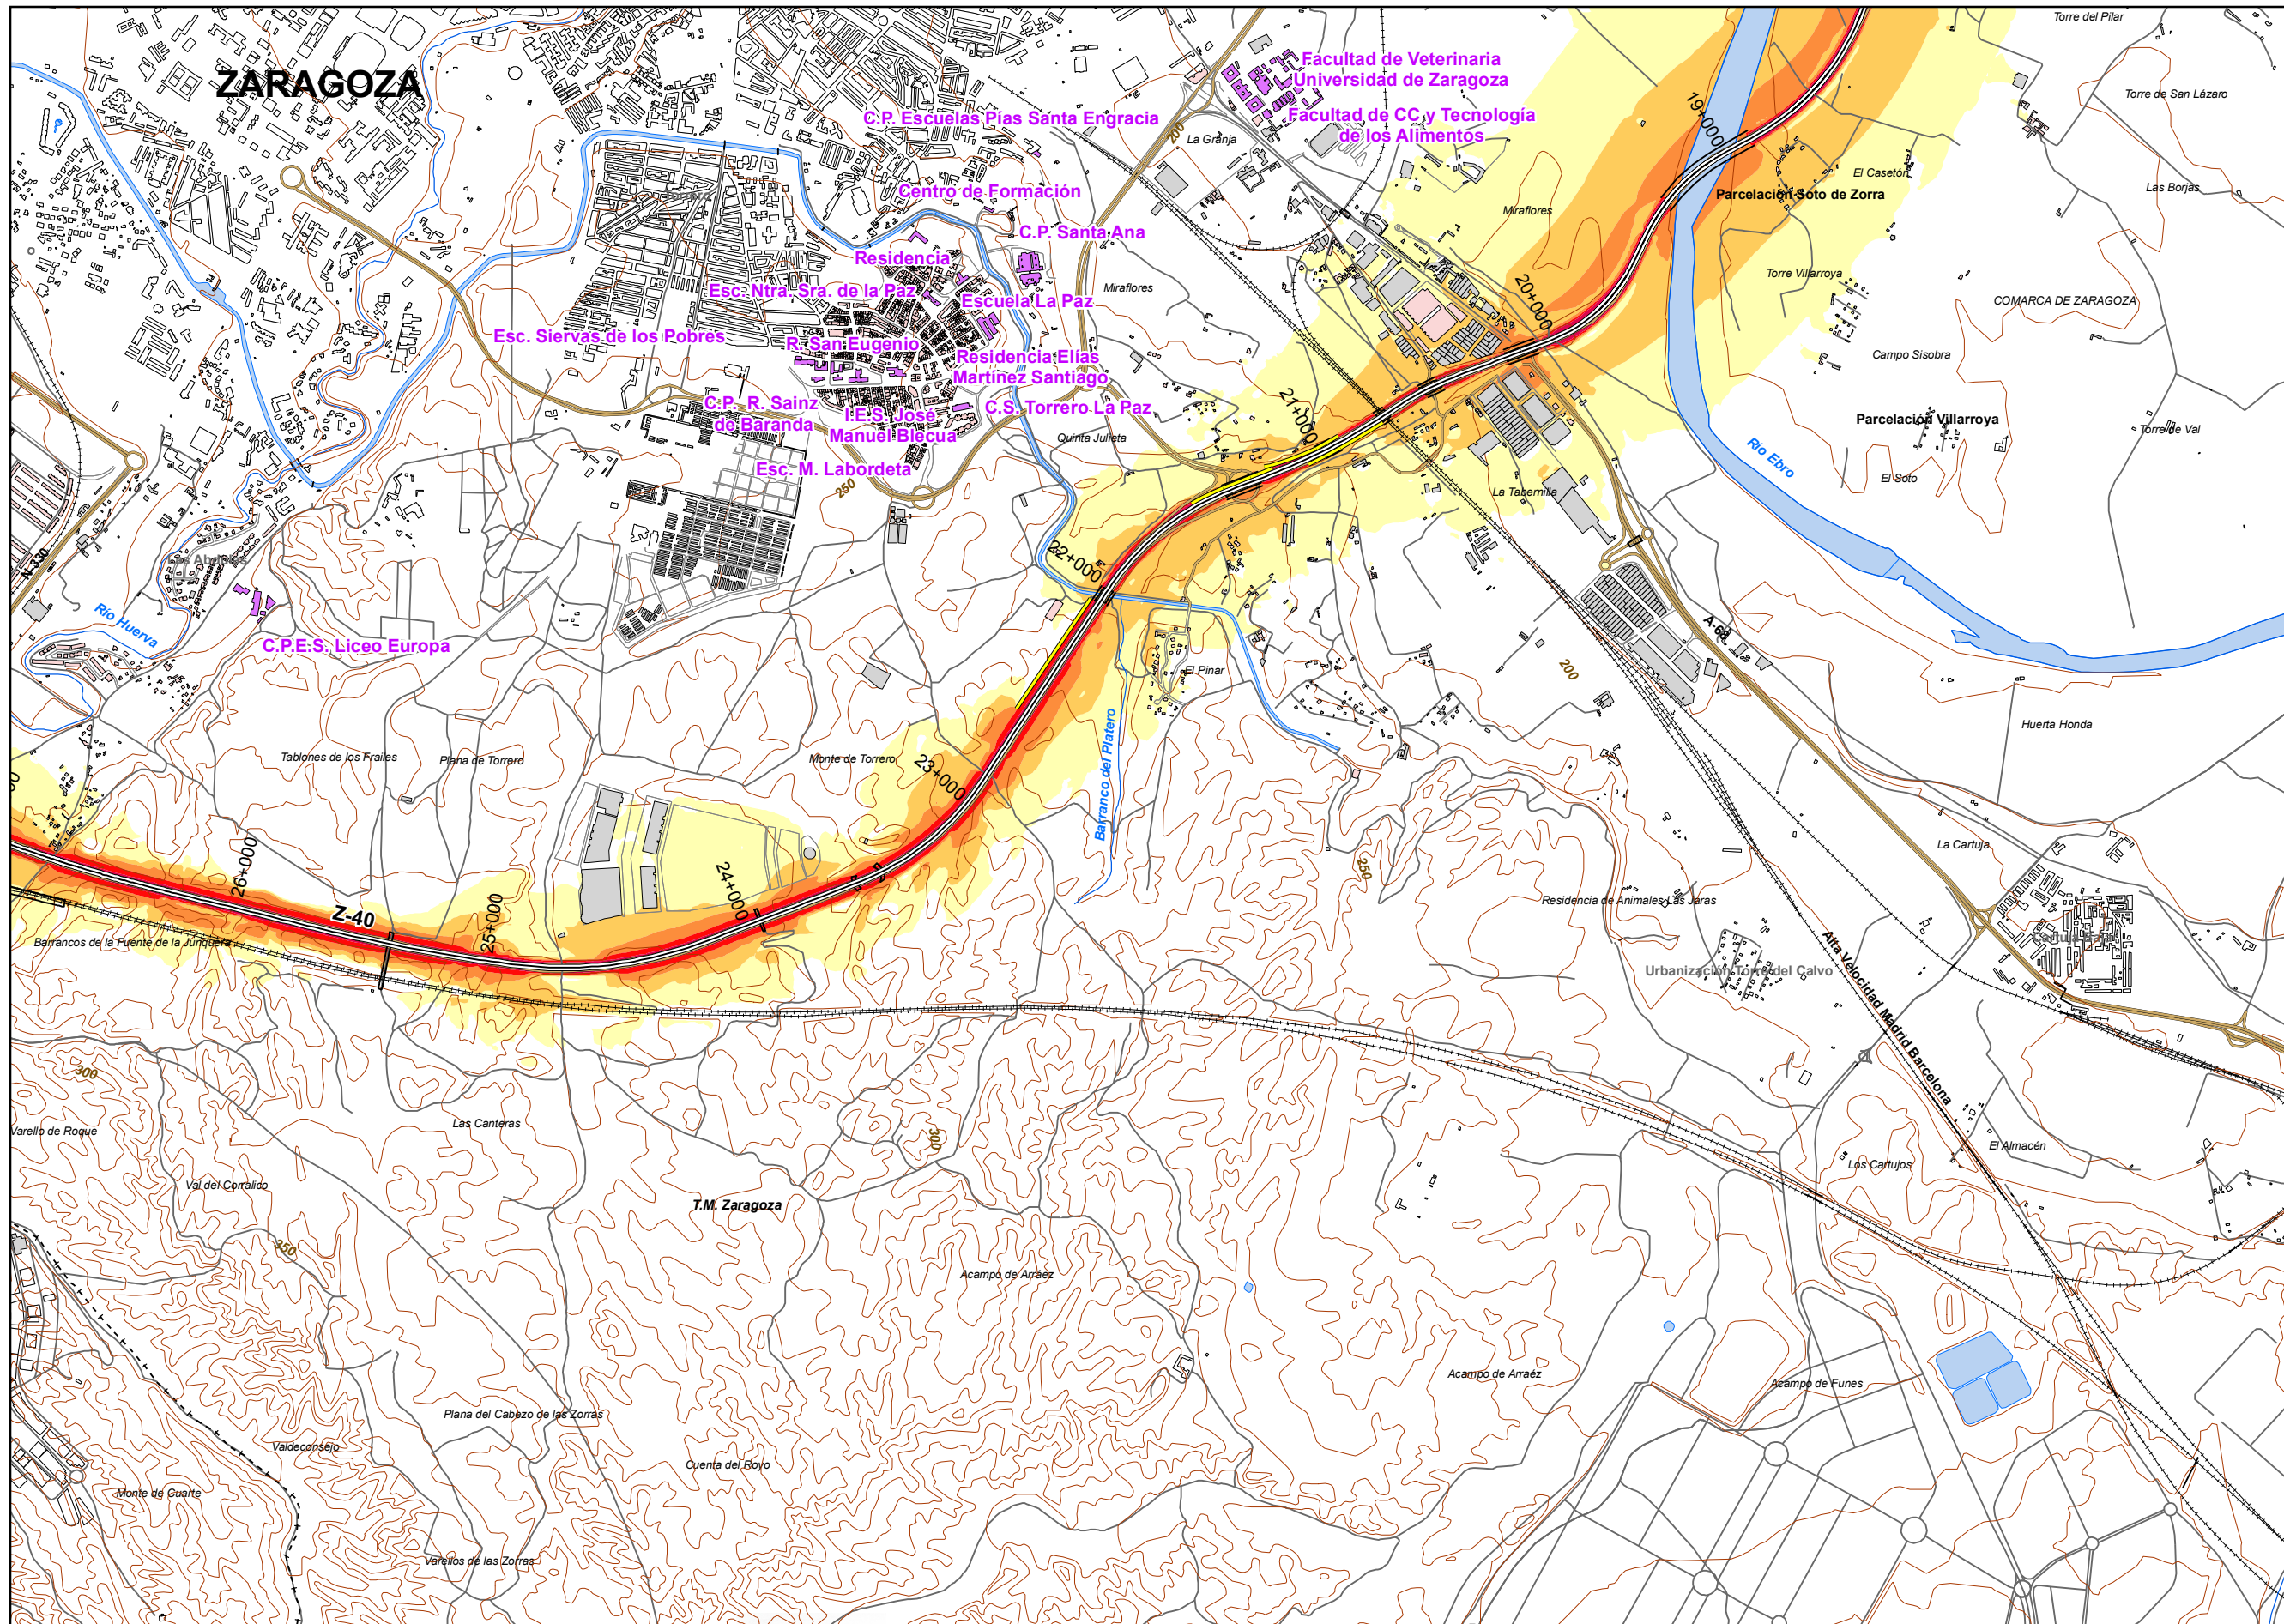 Torre del Pilar
ZARAGOZA
Facultad de Veterinaria
Universidad de Zaragoza
Torre de San Lázaro
C.P. Escuelas Pías Santa Engracia
Facultad de CC y Tecnología
de los Alimentos
19+000
200
La Granja
El Casetón
Las Borjas
Centro de Formación
Parcelación Soto de Zorra
Miraflores
C.P. Santa Ana
Residencia
Torre Villarroya
Esc. Ntra. Sra. de la Paz
Escuela La Paz
Miraflores
20+000
COMARCA DE ZARAGOZA
Esc. Siervas de los Pobres
R. San Eugenio
Residencia Elías
Martínez Santiago
Campo Sisobra
C.P. R. Sainz
de Baranda
I.E.S. José
Manuel Blecua
C.S. Torrero La Paz
21+000
Parcelación Villarroya
Torre de Val
Quinta Julieta
Río Ebro
Esc. M. Labordeta
250
El Soto
La Tabernilla
N-330
22+000
Río Huerva
C.P.E.S. Liceo Europa
A-68
El Pinar
200
Barranco del Platero
Huerta Honda
Tablones de los Frailes
Plana de Torrero
Monte de Torrero
23+000
La Cartuja
26+000
24+000
250
Z-40
25+000
Residencia de Animales Las Jaras
Barrancos de la Fuente de la Junquera
Urbanización Torre del Calvo
Alta Velocidad Madrid Barcelona
300
Las Canteras
Varello de Roque
300
El Almacén
Los Cartujos
Val del Corralico
T.M. Zaragoza
350
Acampo de Arráez
Acampo de Arraéz
Acampo de Funes
Plana del Cabezo de las Zorras
Valdeconsejo
Cuenta del Royo
Monte de Cuarte
Varellos de las Zorras